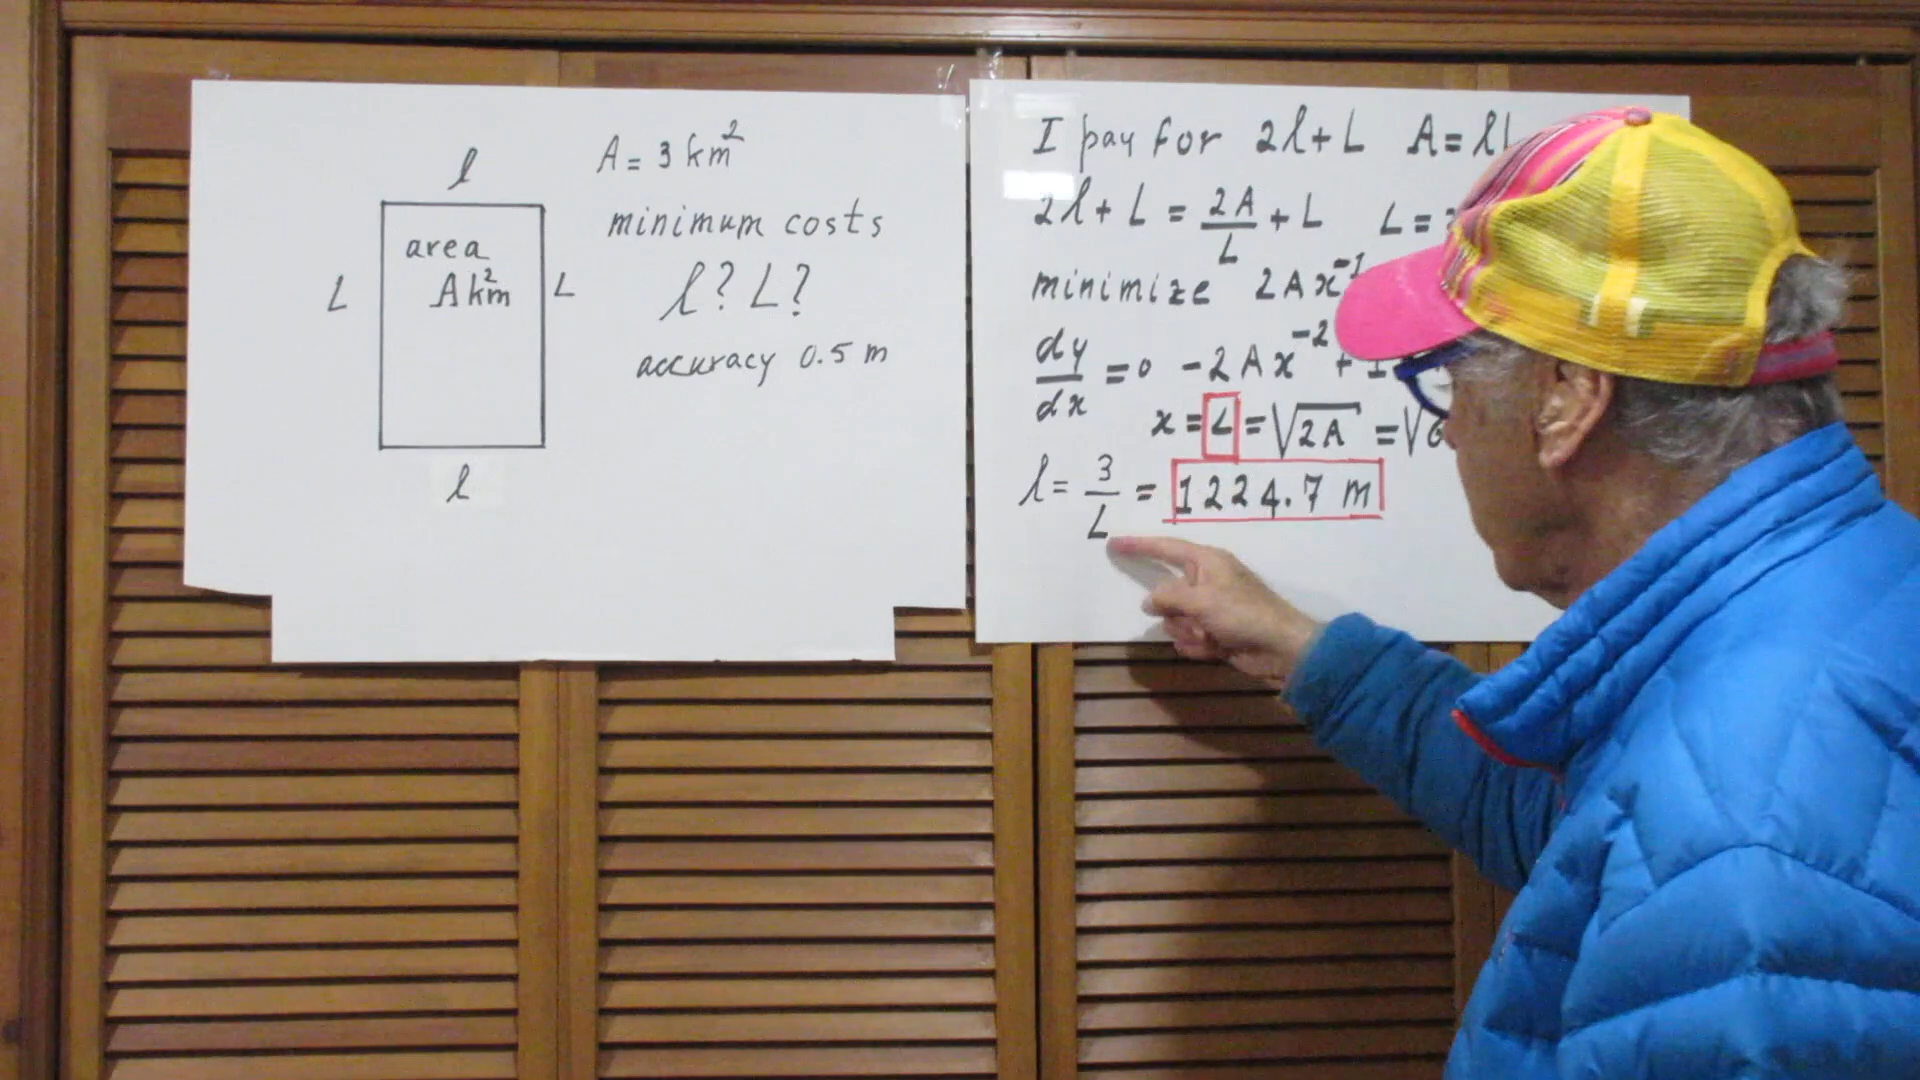 l
area
A km²
L
L
l
A = 3 km²
minimum costs
l? L?
accuracy 0.5 m
I pay for 2l + L A = l
2l + L = 2A/L + L L =
minimize 2Ax⁻¹
dy/dx = 0 -2Ax⁻² +
x = L = √2A = √
l = 3/L = 1224.7 m